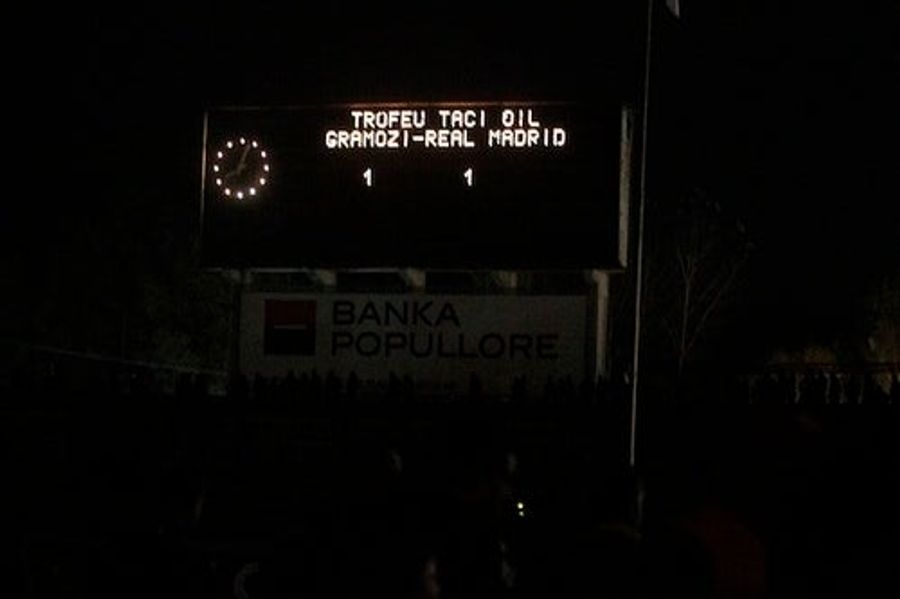 TROFEU TACI OIL
GRAMOZI-REAL MADRID
1 1
BANKA
POPULLORE